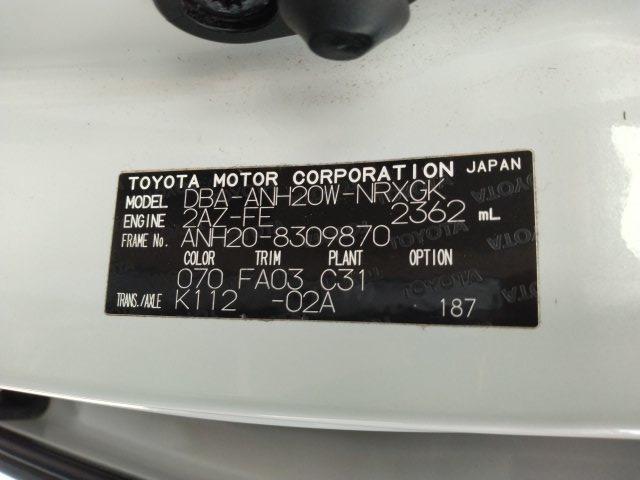 TOYOTA MOTOR CORPORATION JAPAN
MODEL DBA-ANH20W-NRXGK
ENGINE 2AZ-FE 2362 mL
FRAME No. ANH20-8309870
COLOR TRIM PLANT OPTION
070 FA03 C31
TRANS./AXLE K112 -02A 187